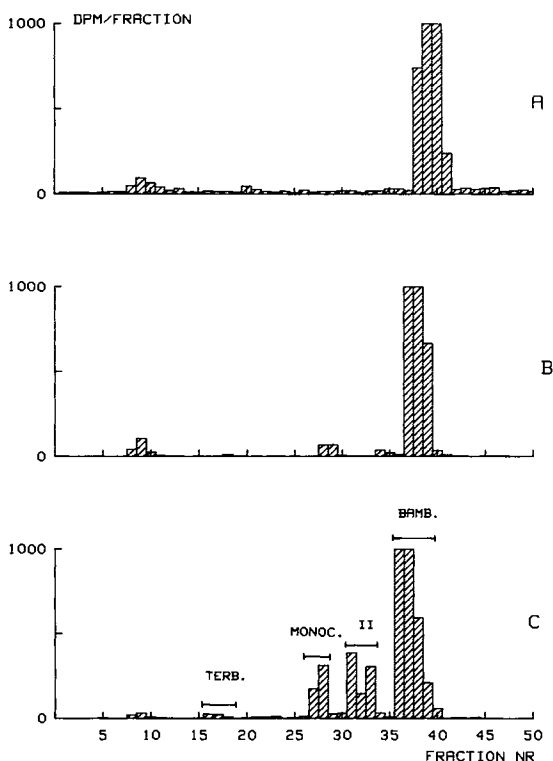 DPM/FRACTION
1000
0
A
1000
0
B
1000
0
BAMB.
MONOC.
II
TERB.
C
5 10 15 20 25 30 35 40 45 50
FRACTION NR